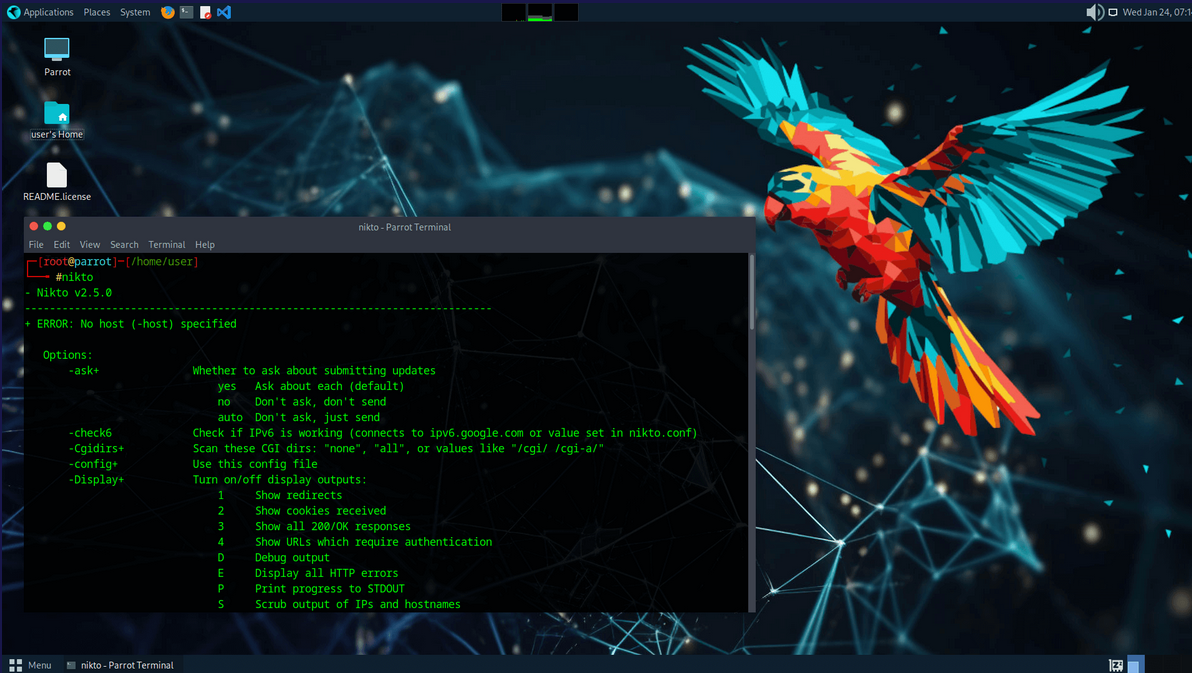 Applications Places System
Wed Jan 24, 07:1
Parrot
user's Home
README.license
nikto - Parrot Terminal
File Edit View Search Terminal Help
┌─[root@parrot]─[/home/user]
└──╼ #nikto
- Nikto v2.5.0
---------------------------------------------------------------------------
+ ERROR: No host (-host) specified
Options:
-ask+ Whether to ask about submitting updates
yes Ask about each (default)
no Don't ask, don't send
auto Don't ask, just send
-check6 Check if IPv6 is working (connects to ipv6.google.com or value set in nikto.conf)
-Cgidirs+ Scan these CGI dirs: "none", "all", or values like "/cgi/ /cgi-a/"
-config+ Use this config file
-Display+ Turn on/off display outputs:
1 Show redirects
2 Show cookies received
3 Show all 200/OK responses
4 Show URLs which require authentication
D Debug output
E Display all HTTP errors
P Print progress to STDOUT
S Scrub output of IPs and hostnames
Menu nikto - Parrot Terminal